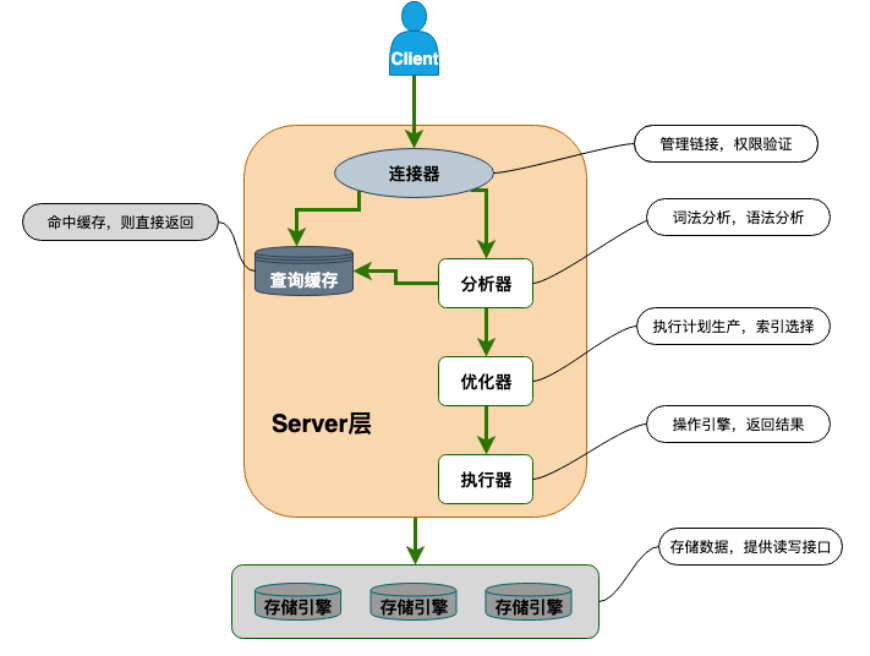 Client
连接器
管理链接，权限验证
命中缓存，则直接返回
词法分析，语法分析
查询缓存
分析器
执行计划生产，索引选择
优化器
Server层
操作引擎，返回结果
执行器
存储数据，提供读写接口
存储引擎
存储引擎
存储引擎